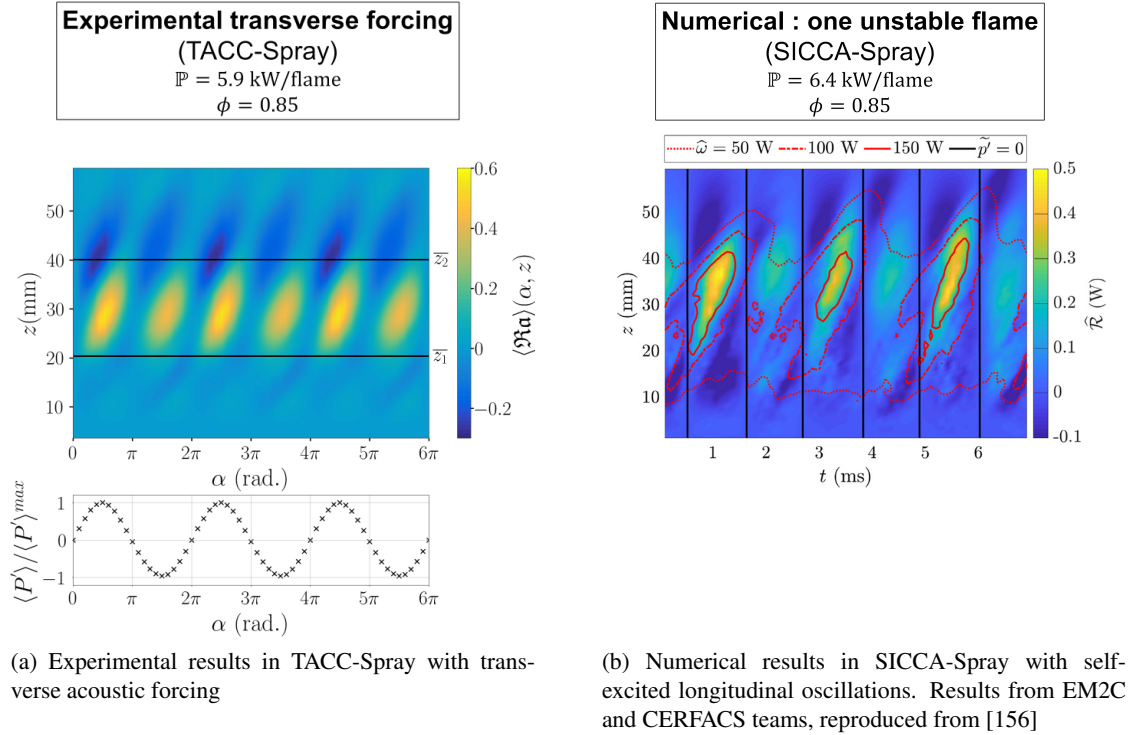 Experimental transverse forcing
(TACC-Spray)
ℙ = 5.9 kW/flame
ϕ = 0.85
60
50
40
30
20
10
z(mm)
z̅₂
z̅₁
0 π 2π 3π 4π 5π 6π
α (rad.)
0.6
0.4
0.2
0
−0.2
⟨ℜa⟩(α, z)
1
0
−1
⟨P′⟩/⟨P′⟩ᵐᵃˣ
0 π 2π 3π 4π 5π 6π
α (rad.)
(a) Experimental results in TACC-Spray with trans-
verse acoustic forcing
Numerical : one unstable flame
(SICCA-Spray)
ℙ = 6.4 kW/flame
ϕ = 0.85
ω̂ = 50 W 100 W 150 W p̃′ = 0
50
40
30
20
10
z (mm)
1 2 3 4 5 6
t (ms)
0.5
0.4
0.3
0.2
0.1
0
-0.1
ℛ̂ (W)
(b) Numerical results in SICCA-Spray with self-
excited longitudinal oscillations. Results from EM2C
and CERFACS teams, reproduced from [156]